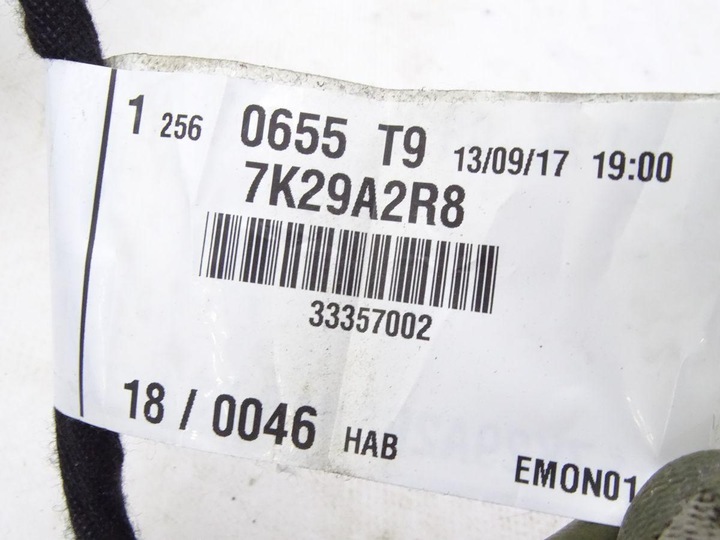 1 256 0655 T9 13/09/17 19:00
7K29A2R8
33357002
18 / 0046 HAB
EMON01